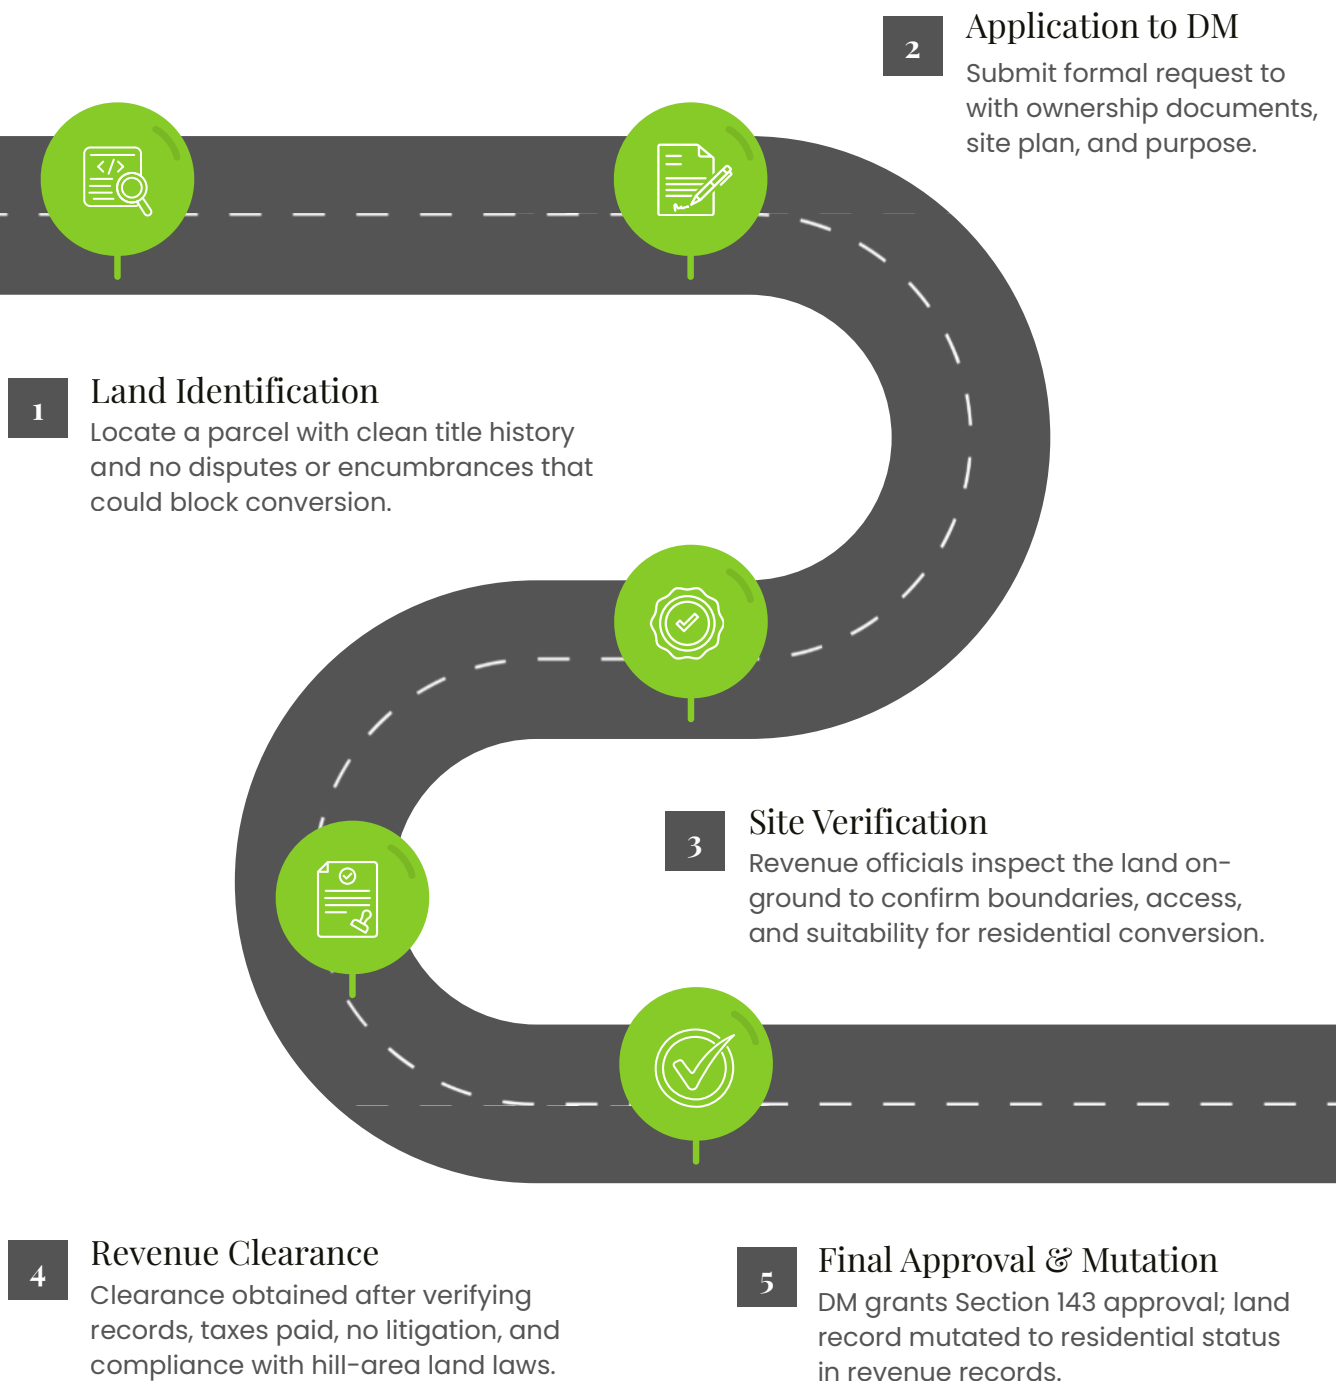 1
Land Identification
Locate a parcel with clean title history
and no disputes or encumbrances that
could block conversion.
2
Application to DM
Submit formal request to
with ownership documents,
site plan, and purpose.
3
Site Verification
Revenue officials inspect the land on-
ground to confirm boundaries, access,
and suitability for residential conversion.
4
Revenue Clearance
Clearance obtained after verifying
records, taxes paid, no litigation, and
compliance with hill-area land laws.
5
Final Approval & Mutation
DM grants Section 143 approval; land
record mutated to residential status
in revenue records.